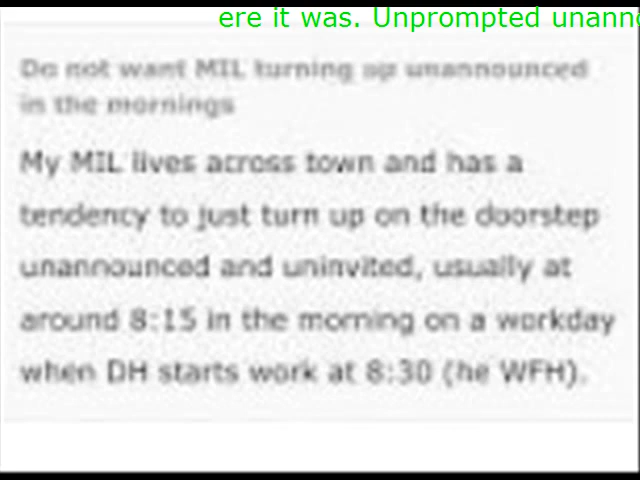 ere it was. Unprompted unanno
Do not want MIL turning up unannounced
in the mornings
My MIL lives across town and has a
tendency to just turn up on the doorstep
unannounced and uninvited, usually at
around 8:15 in the morning on a workday
when DH starts work at 8:30 (he WFH).